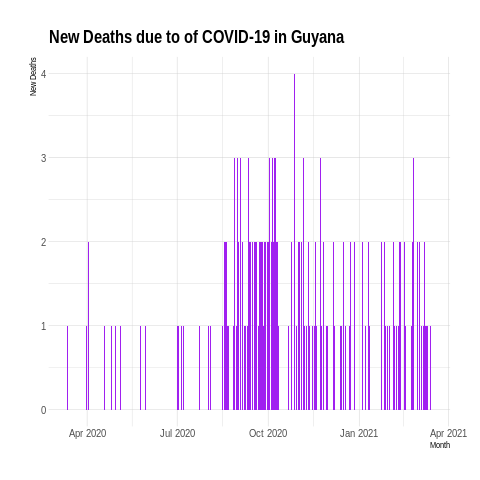 New Deaths due to of COVID-19 in Guyana
New Deaths
4
3
2
1
0
Apr 2020 Jul 2020 Oct 2020 Jan 2021 Apr 2021
Month